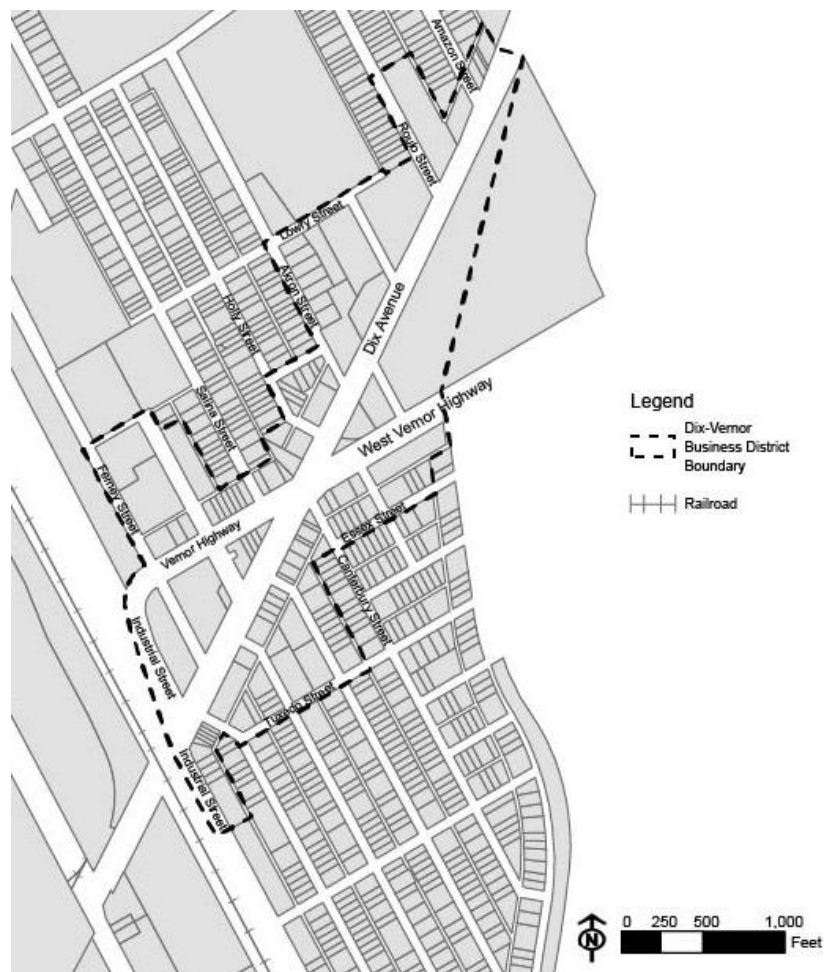 Amazon Street
Roulo Street
Lowry Street
Akron Street
Holly Street
Dix Avenue
Salina Street
West Vernor Highway
Ferney Street
Essex Street
Vernor Highway
Canterbury Street
Industrial Street
Tuxedo Street
Industrial Street
Legend
Dix-Vernor
Business District
Boundary
Railroad
N
0 250 500 1,000
Feet